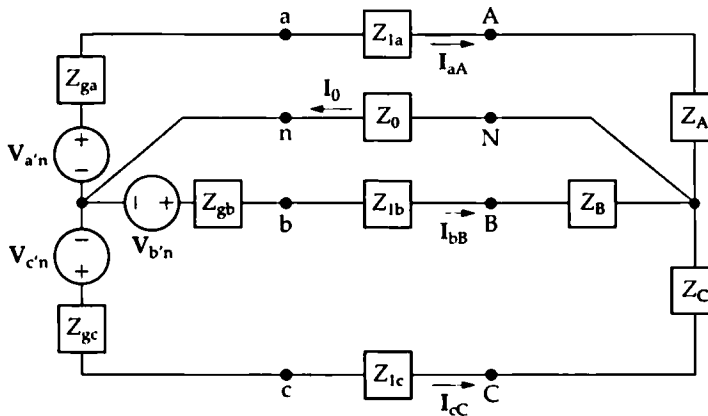 a Z1a A
IaA
Zga
I0
n Z0 N
ZA
+
Va'n
−
− + Zgb b Z1b B ZB
Vb'n IbB
−
Vc'n
+
ZC
Zgc
c Z1c C
IcC